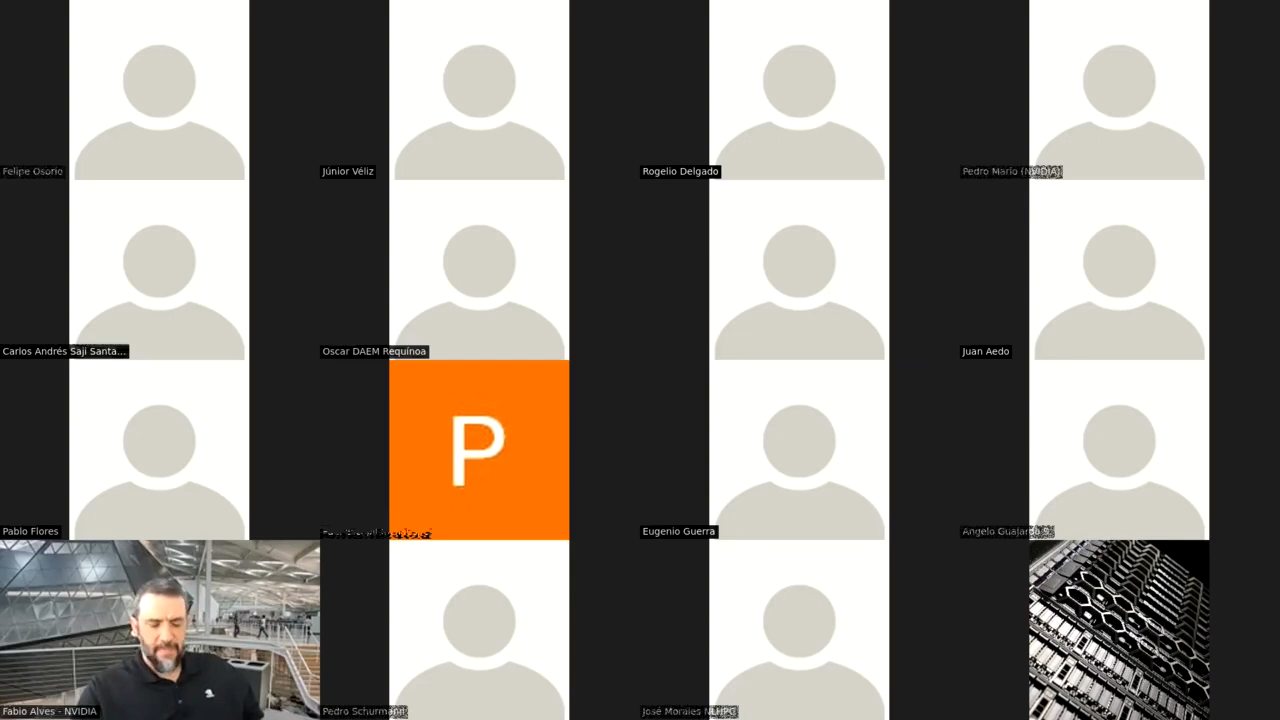 Felipe Osorio
Júnior Véliz
Rogelio Delgado
Pedro Mario (NVIDIA)
Carlos Andrés Saji Santa...
Oscar DAEM Requínoa
Juan Aedo
Pablo Flores
P
Eugenio Guerra
Angelo Guajardo S.
Fabio Alves - NVIDIA
Pedro Schurmann
José Morales NLHPC